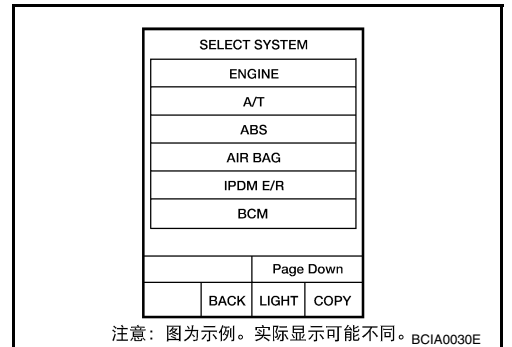 SELECT SYSTEM
ENGINE
A/T
ABS
AIR BAG
IPDM E/R
BCM
Page Down
BACK LIGHT COPY
注意：图为示例。实际显示可能不同。 BCIA0030E